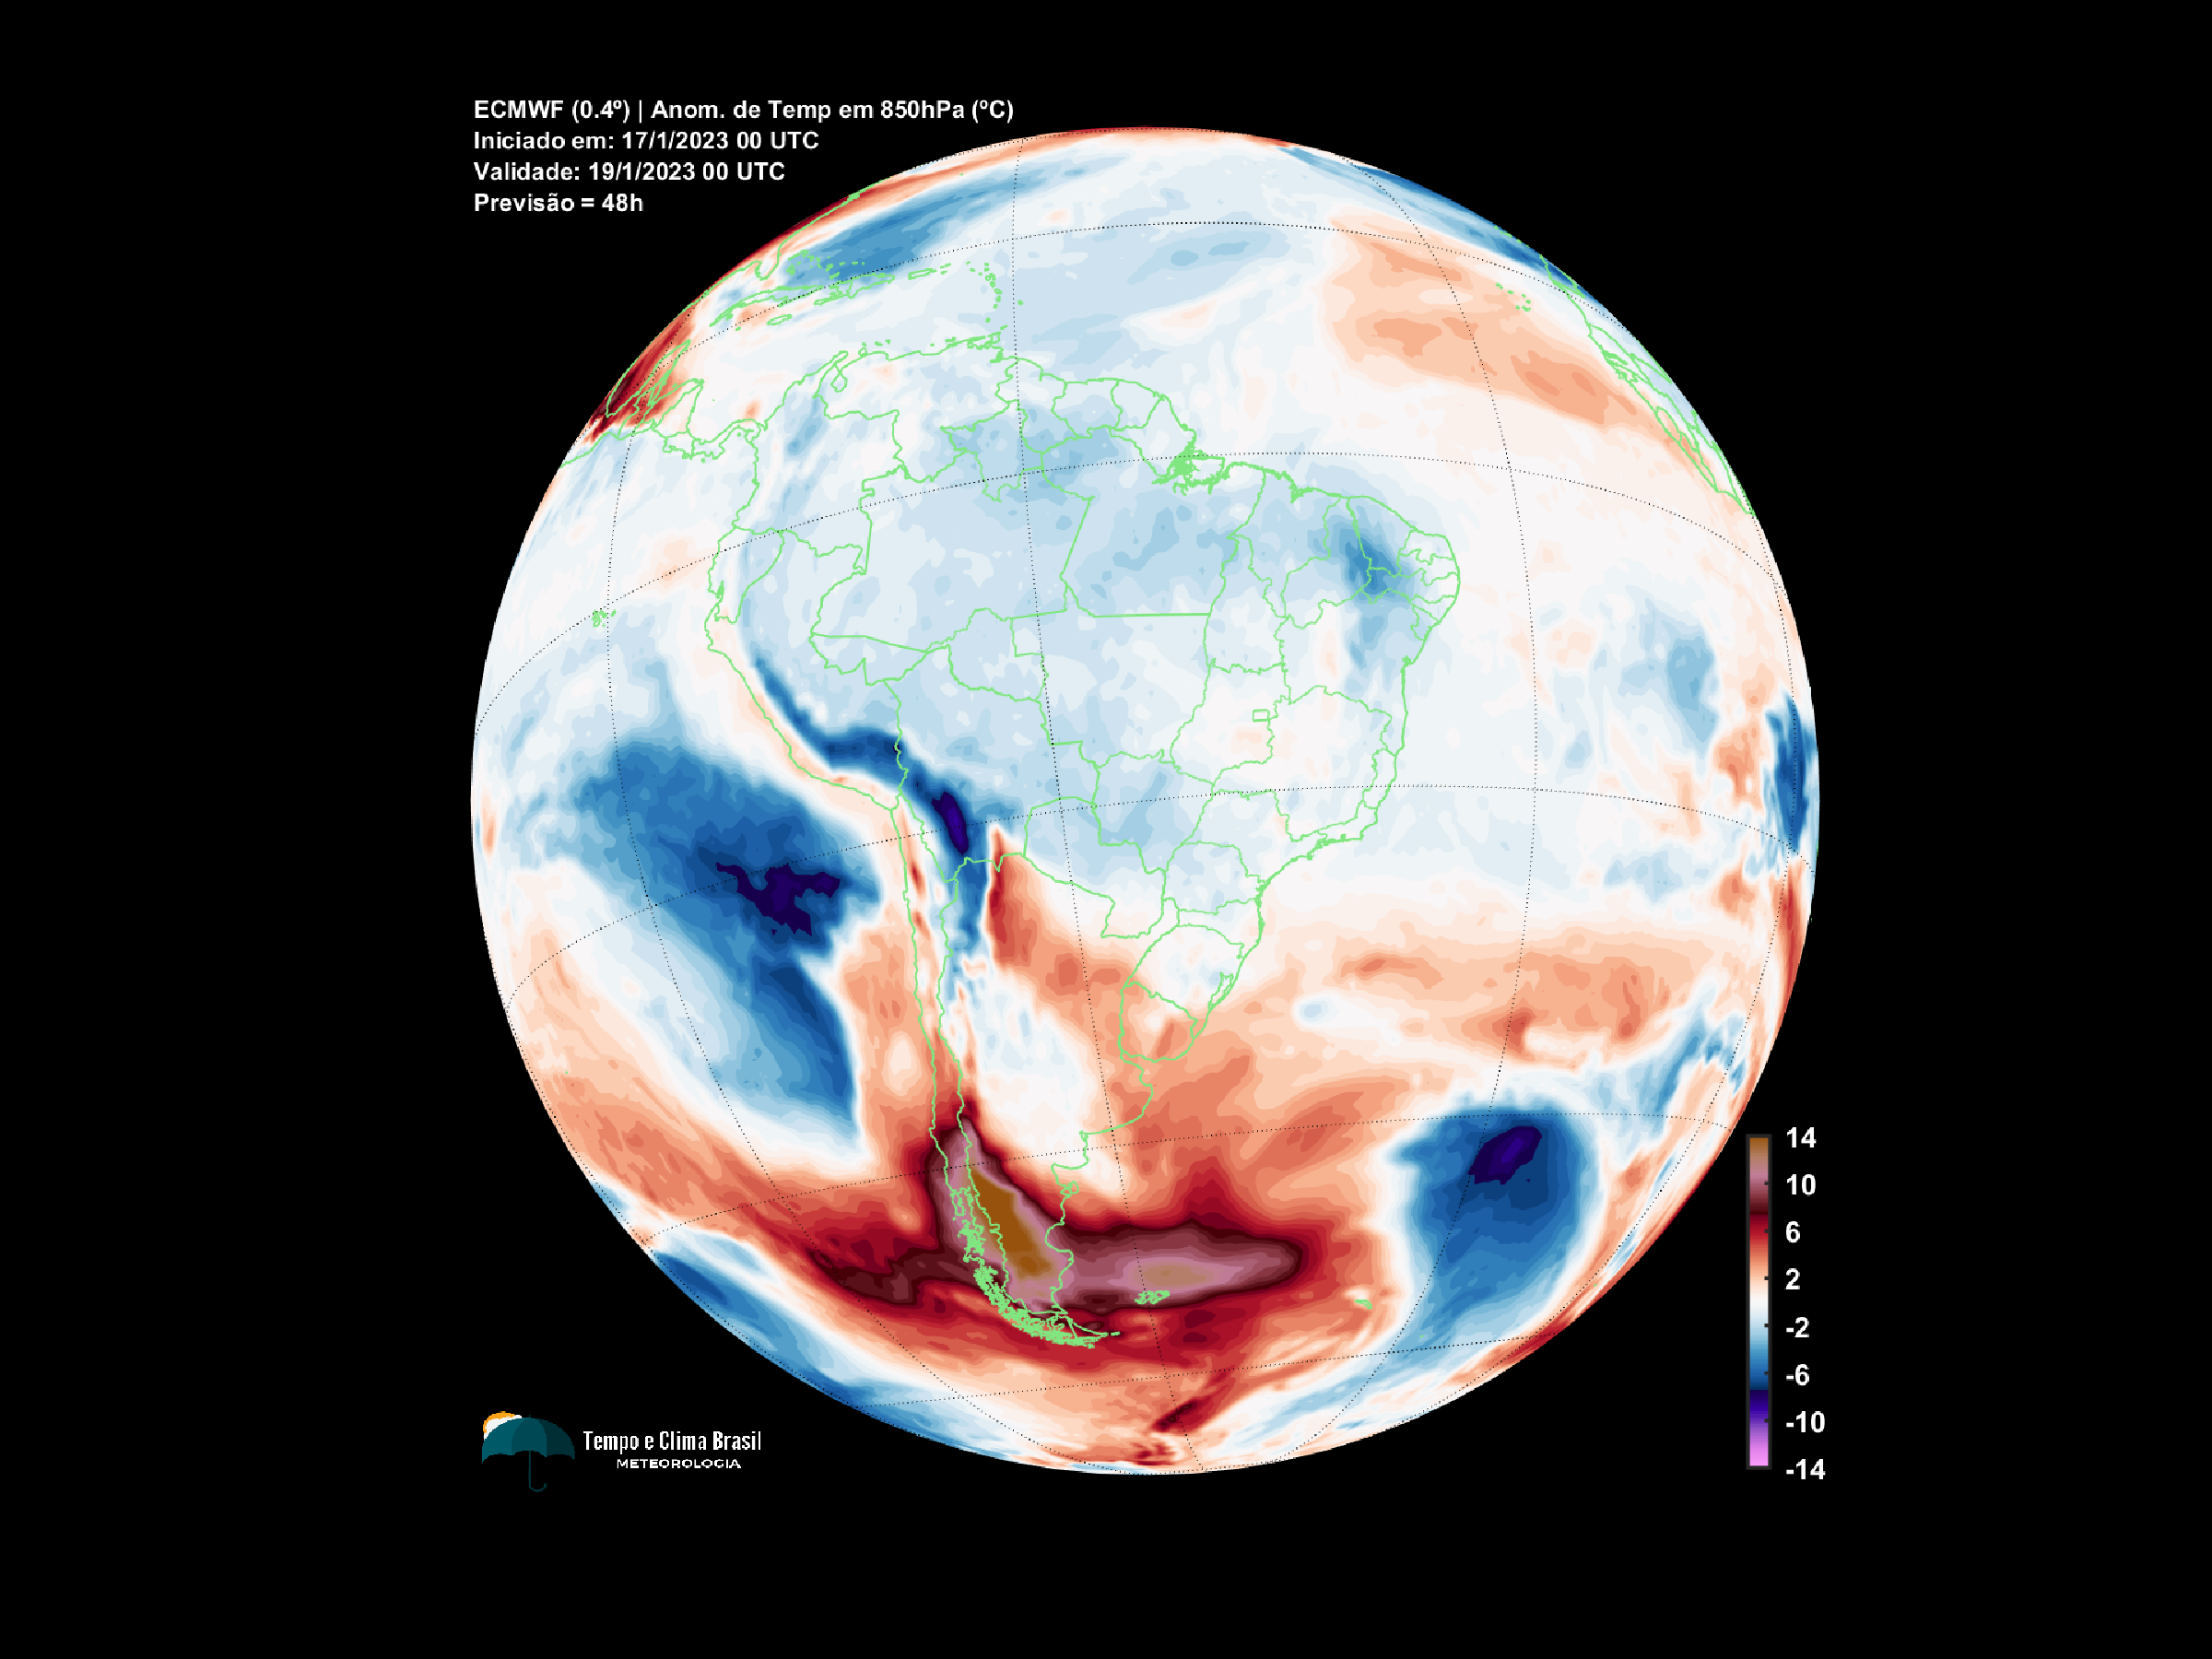 ECMWF (0.4º) | Anom. de Temp em 850hPa (ºC)
Iniciado em: 17/1/2023 00 UTC
Validade: 19/1/2023 00 UTC
Previsão = 48h
14
10
6
2
-2
-6
-10
-14
Tempo e Clima Brasil
METEOROLOGIA